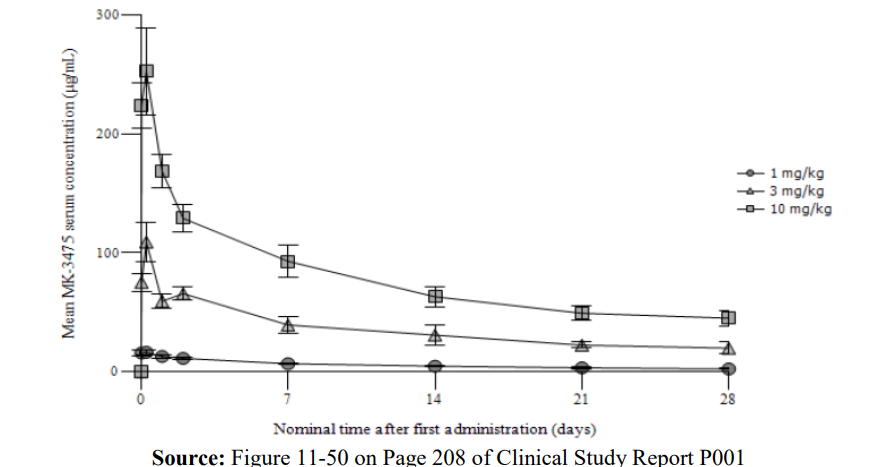 300
200
100
0
Mean MK-3475 serum concentration (µg/mL)
0 7 14 21 28
Nominal time after first administration (days)
1 mg/kg
3 mg/kg
10 mg/kg
Source: Figure 11-50 on Page 208 of Clinical Study Report P001